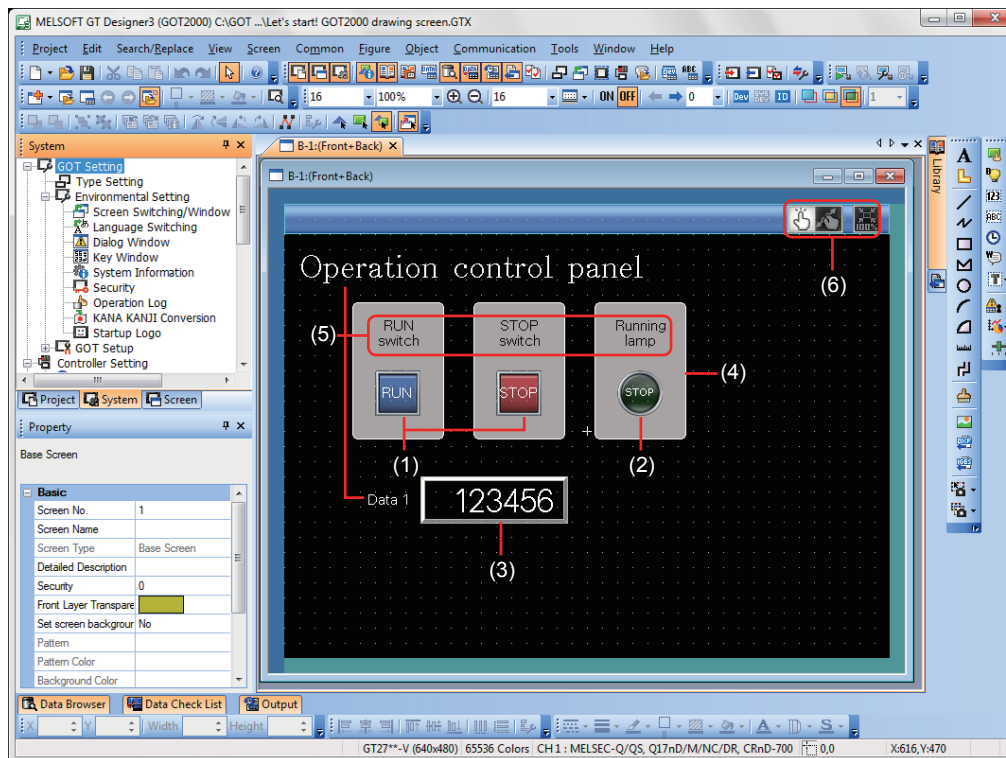 MELSOFT GT Designer3 (GOT2000) C:\GOT ...\Let's start! GOT2000 drawing screen.GTX
Project Edit Search/Replace View Screen Common Figure Object Communication Tools Window Help
16 100% 16 ON OFF 0 Dev ID 1
System
B-1:(Front+Back)
Library
GOT Setting
Type Setting
Environmental Setting
Screen Switching/Window
Language Switching
Dialog Window
Key Window
System Information
Security
Operation Log
KANA KANJI Conversion
Startup Logo
GOT Setup
Controller Setting
Project System Screen
B-1:(Front+Back)
100%
(6)
Operation control panel
(5)
RUN switch
STOP switch
Running lamp
(4)
RUN
STOP
STOP
(1)
(2)
Data 1
123456
(3)
A
123
ABC
Property
Base Screen
Basic
Screen No. 1
Screen Name
Screen Type Base Screen
Detailed Description
Security 0
Front Layer Transpare
Set screen backgrour No
Pattern
Pattern Color
Background Color
Data Browser Data Check List Output
X Y Width Height
A S
GT27**-V (640x480) 65536 Colors CH 1 : MELSEC-Q/QS, Q17nD/M/NC/DR, CRnD-700 0,0 X:616,Y:470